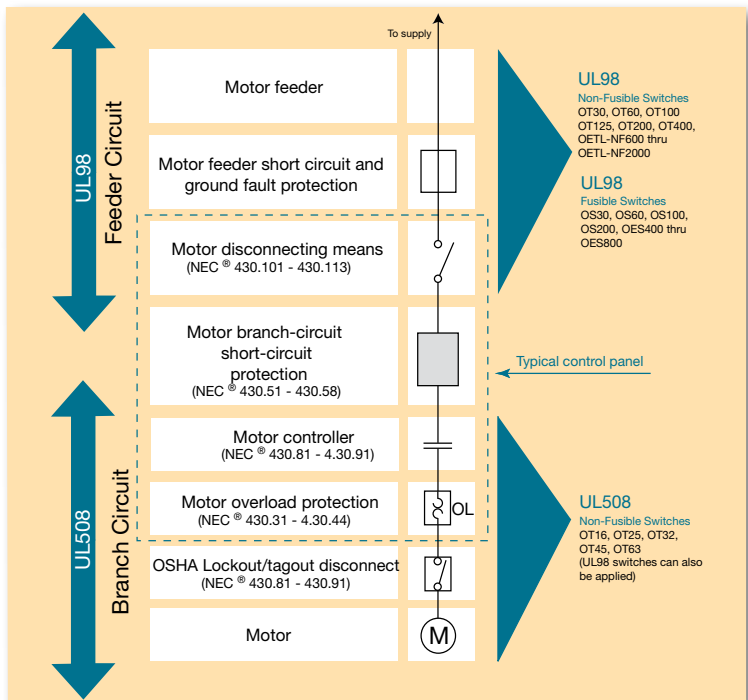 To supply
UL98
Feeder Circuit
Motor feeder
Motor feeder short circuit and
ground fault protection
Motor disconnecting means
(NEC ® 430.101 - 430.113)
Motor branch-circuit
short-circuit
protection
(NEC ® 430.51 - 430.58)
UL508
Branch Circuit
Motor controller
(NEC ® 430.81 - 4.30.91)
Motor overload protection
(NEC ® 430.31 - 4.30.44)
OL
OSHA Lockout/tagout disconnect
(NEC ® 430.81 - 430.91)
Motor
M
UL98
Non-Fusible Switches
OT30, OT60, OT100
OT125, OT200, OT400,
OETL-NF600 thru
OETL-NF2000
UL98
Fusible Switches
OS30, OS60, OS100,
OS200, OES400 thru
OES800
Typical control panel
UL508
Non-Fusible Switches
OT16, OT25, OT32,
OT45, OT63
(UL98 switches can also
be applied)